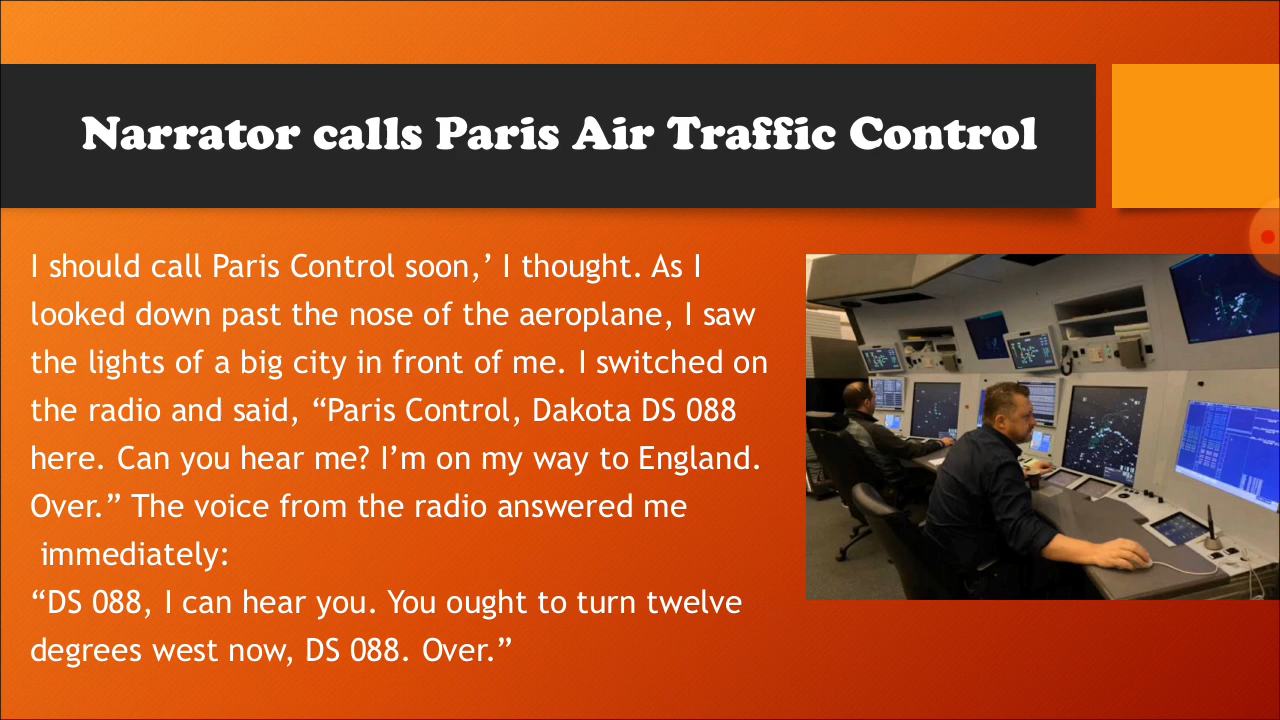 Narrator calls Paris Air Traffic Control
I should call Paris Control soon,’ I thought. As I
looked down past the nose of the aeroplane, I saw
the lights of a big city in front of me. I switched on
the radio and said, “Paris Control, Dakota DS 088
here. Can you hear me? I’m on my way to England.
Over.” The voice from the radio answered me
immediately:
“DS 088, I can hear you. You ought to turn twelve
degrees west now, DS 088. Over.”